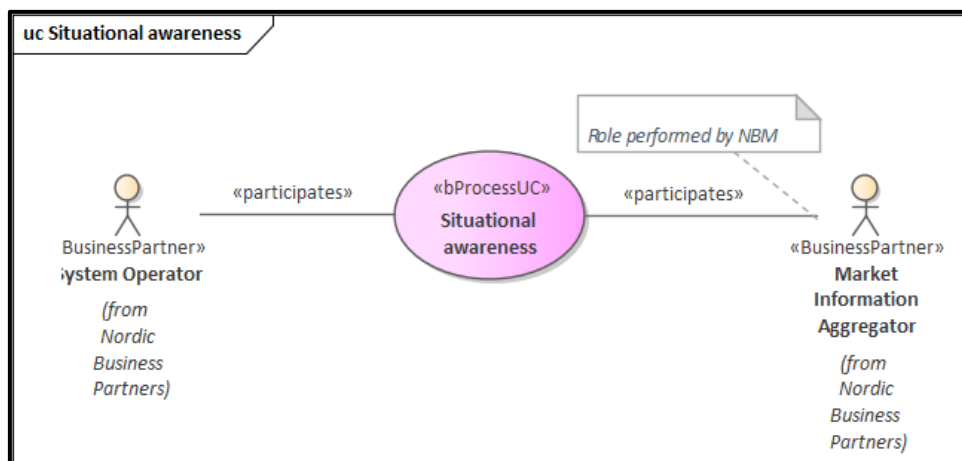 uc Situational awareness
Role performed by NBM
«participates»
«bProcessUC»
Situational
awareness
«participates»
BusinessPartner»
System Operator
(from
Nordic
Business
Partners)
«BusinessPartner»
Market
Information
Aggregator
(from
Nordic
Business
Partners)